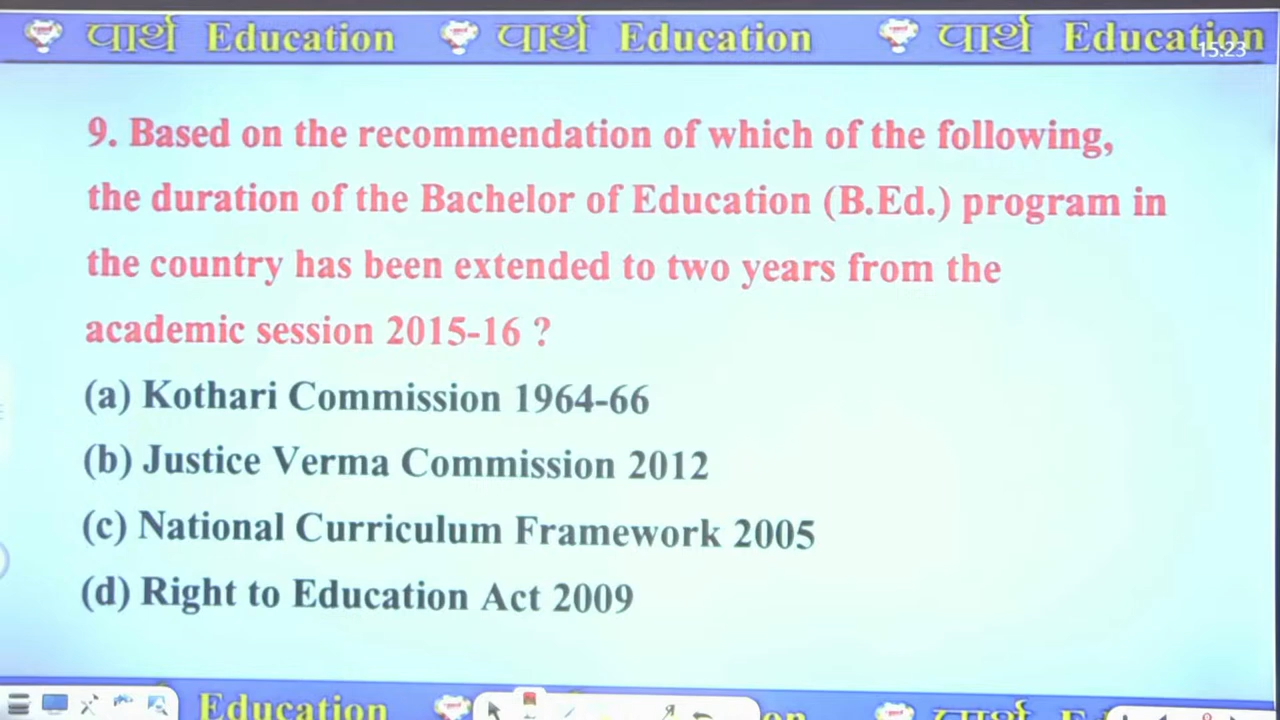 पार्थ Education पार्थ Education पार्थ Education
15:23
9. Based on the recommendation of which of the following,
the duration of the Bachelor of Education (B.Ed.) program in
the country has been extended to two years from the
academic session 2015-16 ?
(a) Kothari Commission 1964-66
(b) Justice Verma Commission 2012
(c) National Curriculum Framework 2005
(d) Right to Education Act 2009
Education